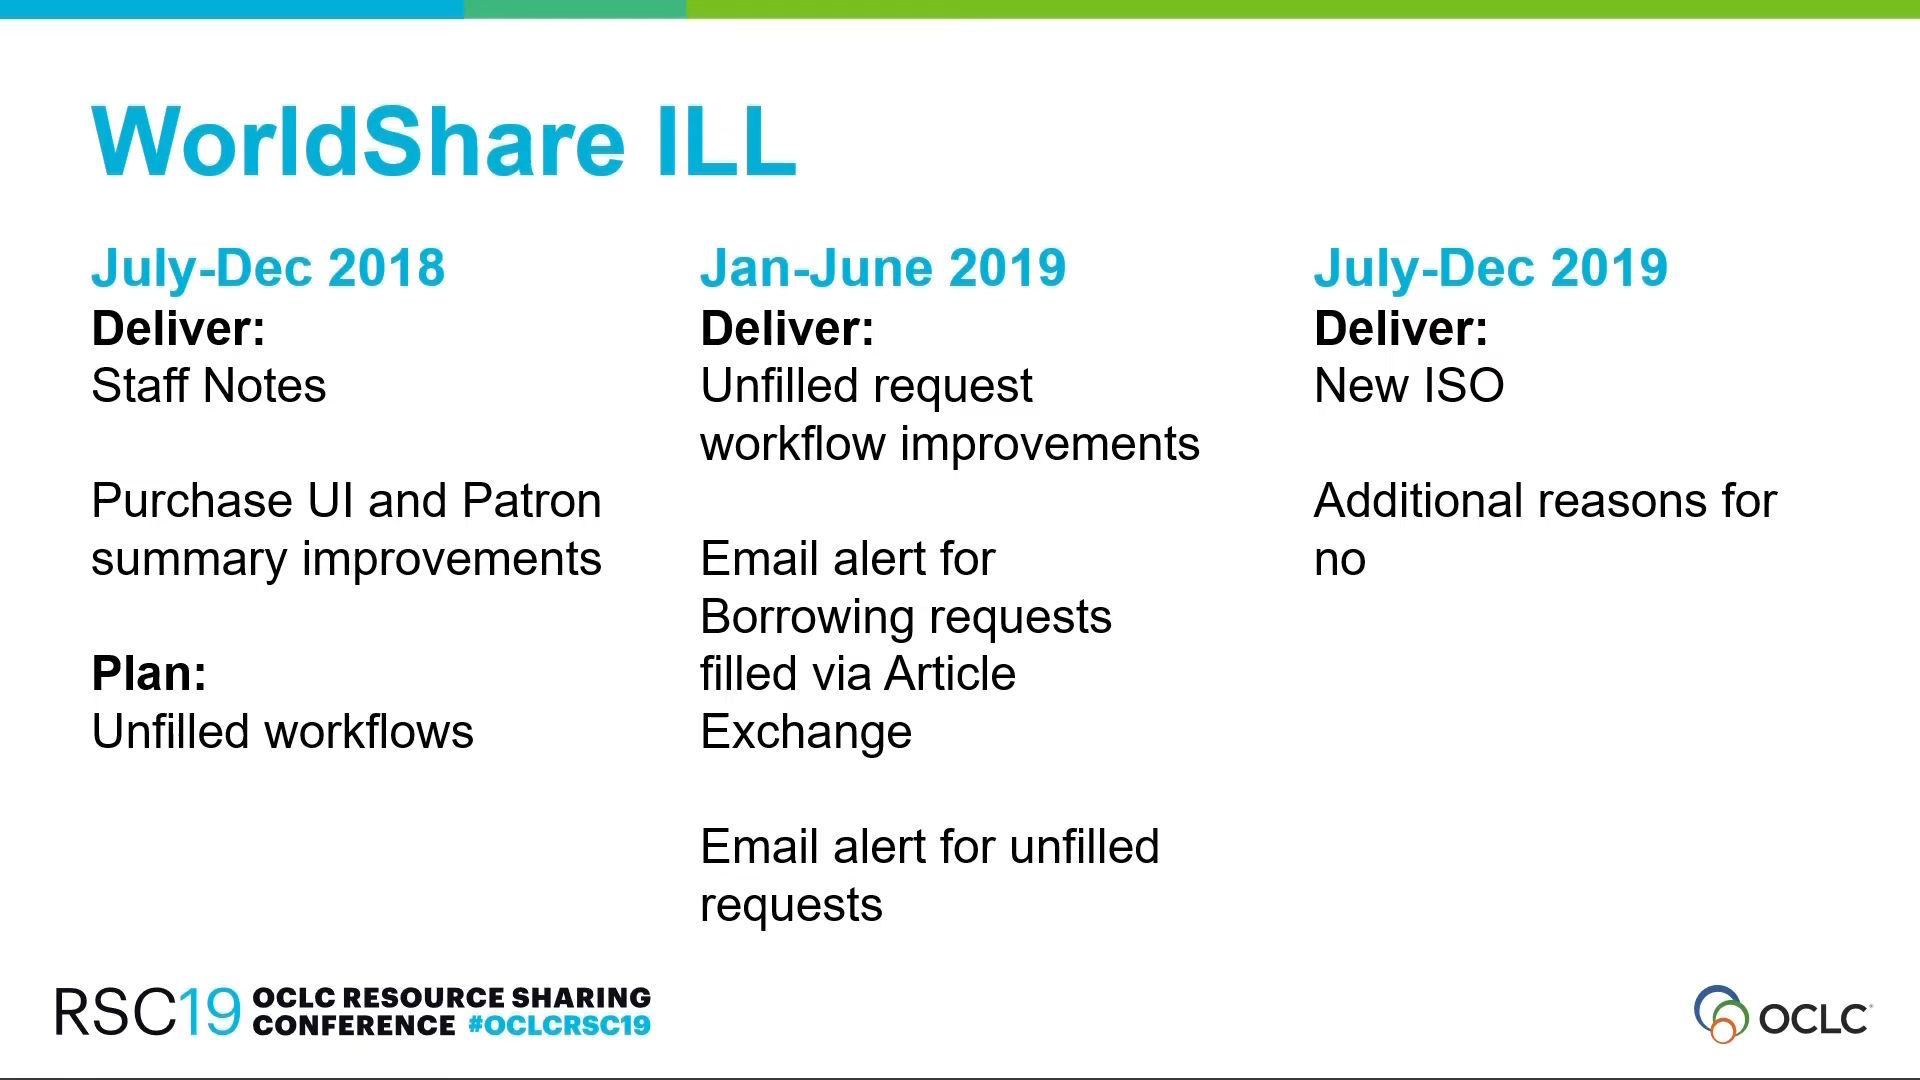 WorldShare ILL
July-Dec 2018
Deliver:
Staff Notes
Purchase UI and Patron
summary improvements
Plan:
Unfilled workflows
Jan-June 2019
Deliver:
Unfilled request
workflow improvements
Email alert for
Borrowing requests
filled via Article
Exchange
Email alert for unfilled
requests
July-Dec 2019
Deliver:
New ISO
Additional reasons for
no
RSC19 OCLC RESOURCE SHARING
CONFERENCE #OCLCRSC19
OCLC